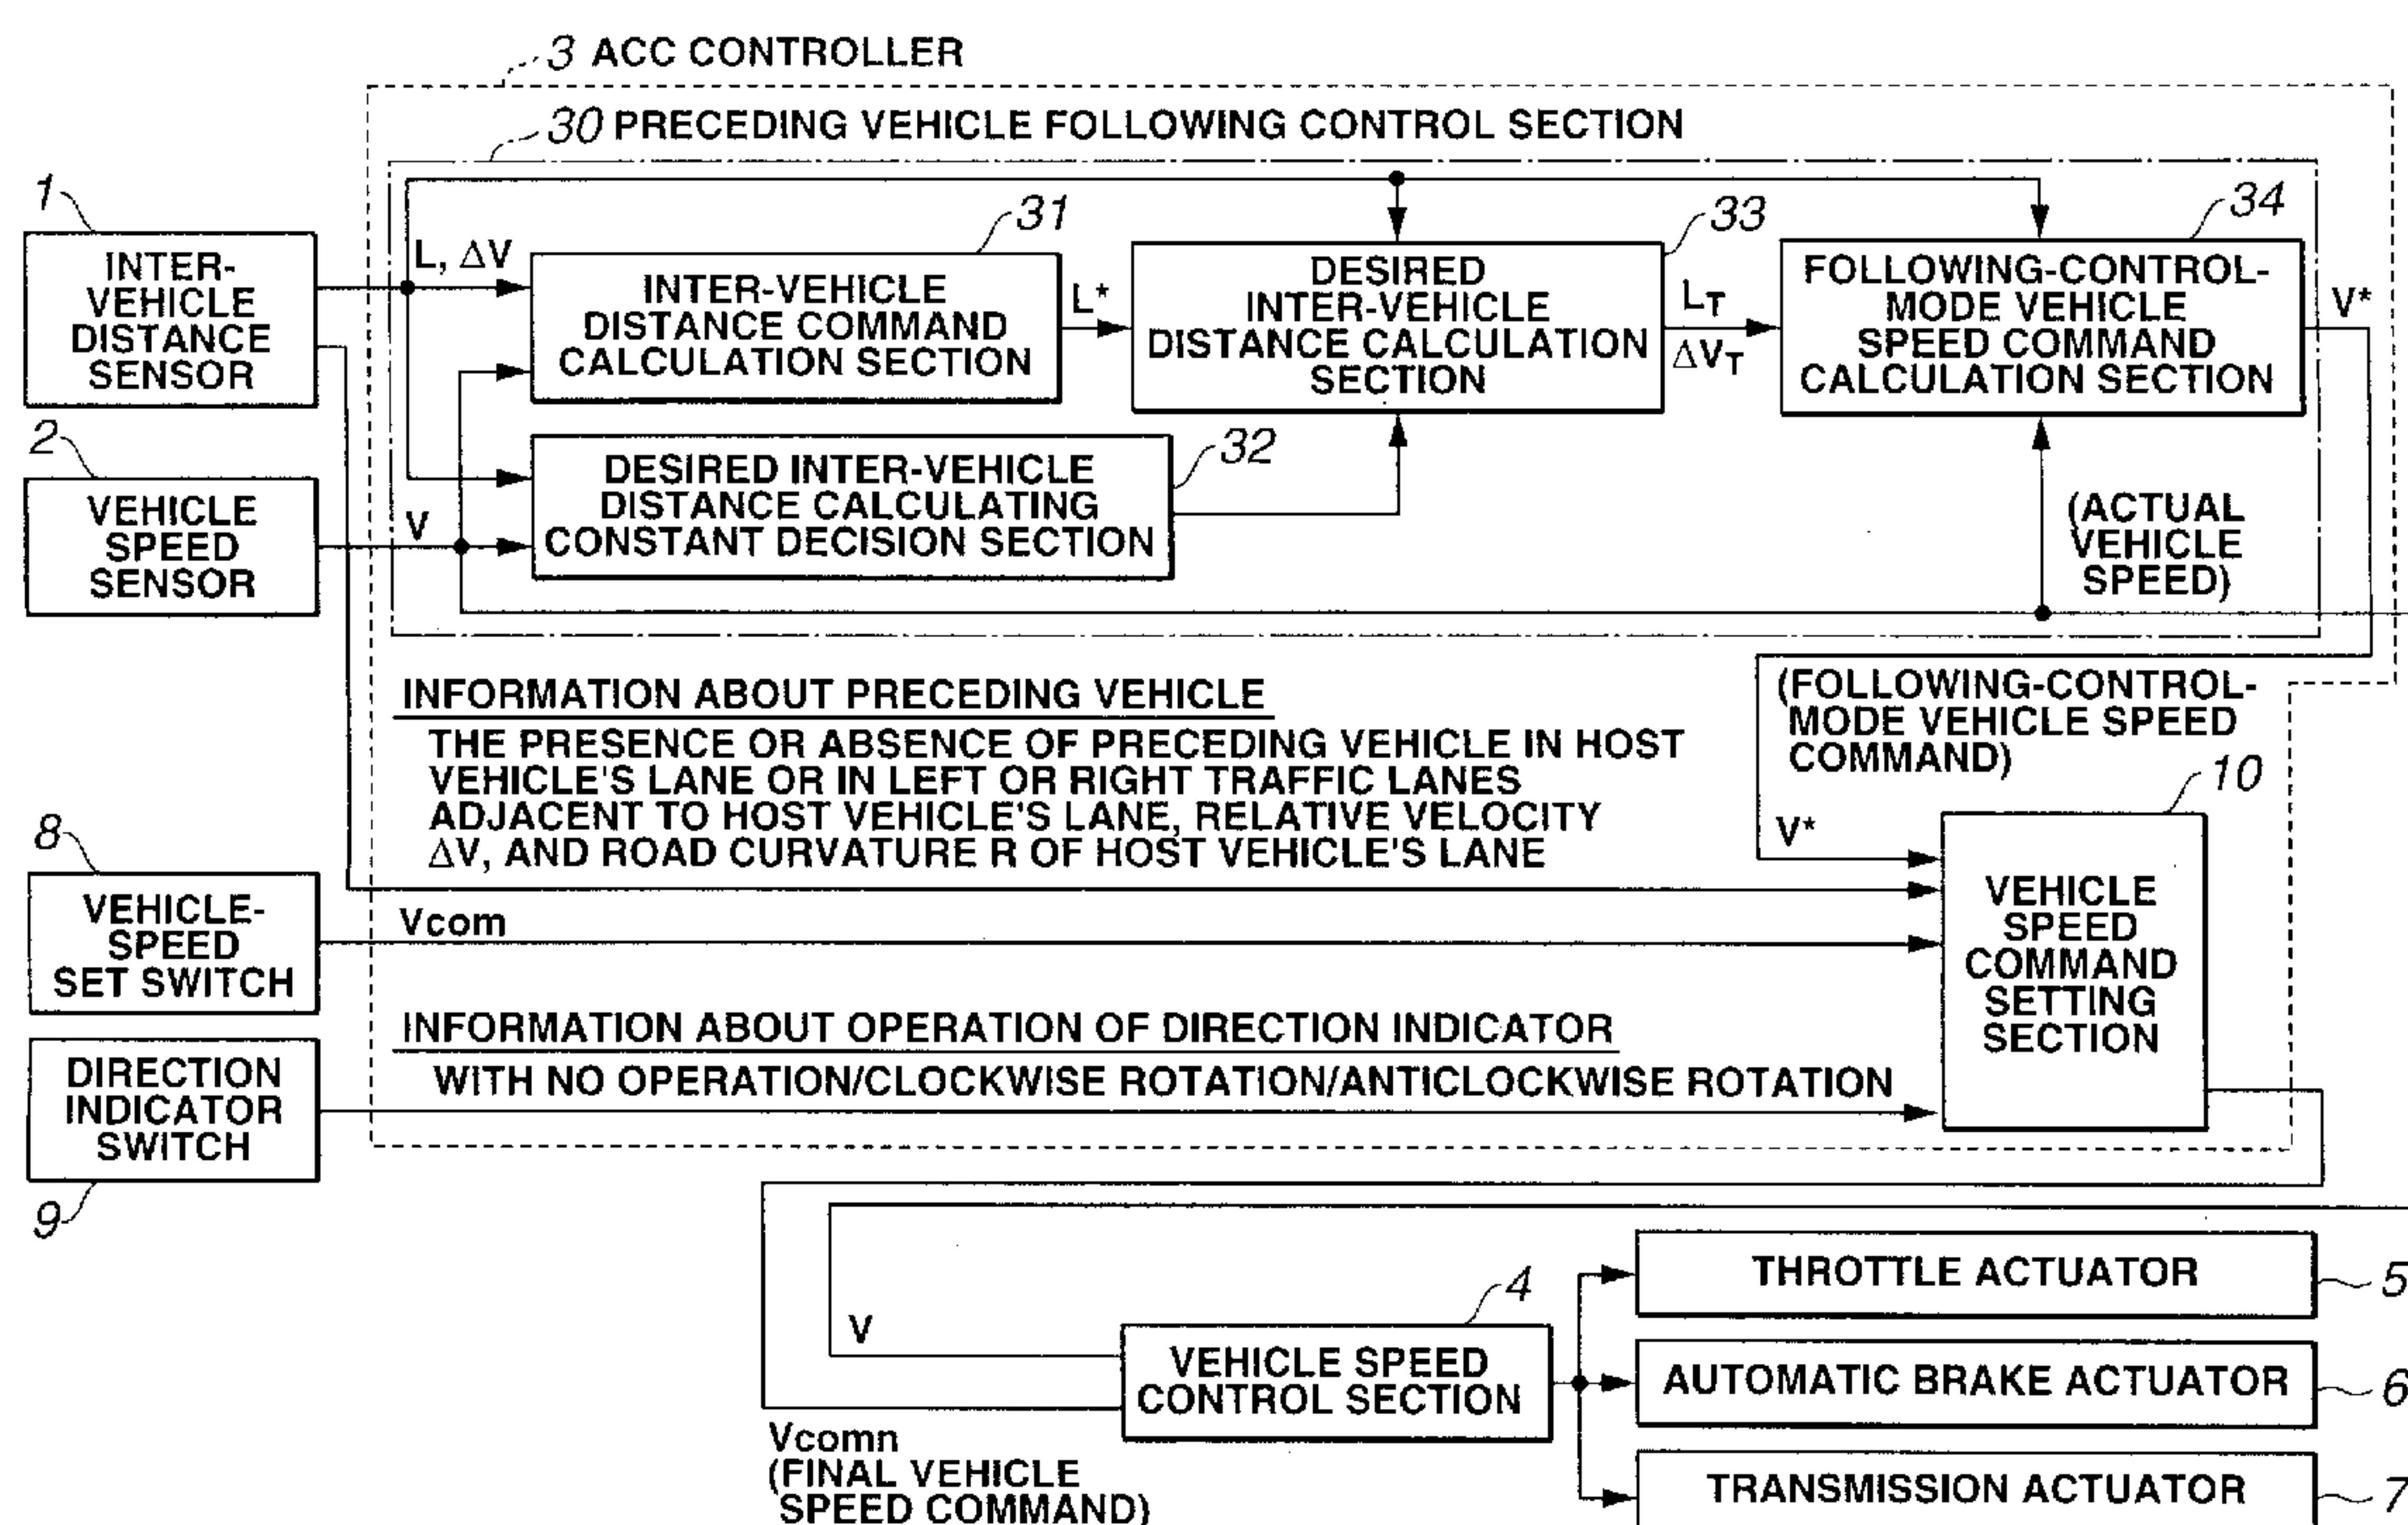 3 ACC CONTROLLER
30 PRECEDING VEHICLE FOLLOWING CONTROL SECTION
1
INTER-
VEHICLE
DISTANCE
SENSOR
L, ΔV
31
INTER-VEHICLE
DISTANCE COMMAND
CALCULATION SECTION
L*
33
DESIRED
INTER-VEHICLE
DISTANCE CALCULATION
SECTION
LT
ΔVT
34
FOLLOWING-CONTROL-
MODE VEHICLE
SPEED COMMAND
CALCULATION SECTION
V*
2
VEHICLE
SPEED
SENSOR
V
32
DESIRED INTER-VEHICLE
DISTANCE CALCULATING
CONSTANT DECISION SECTION
(ACTUAL
VEHICLE
SPEED)
INFORMATION ABOUT PRECEDING VEHICLE
THE PRESENCE OR ABSENCE OF PRECEDING VEHICLE IN HOST
VEHICLE'S LANE OR IN LEFT OR RIGHT TRAFFIC LANES
ADJACENT TO HOST VEHICLE'S LANE, RELATIVE VELOCITY
ΔV, AND ROAD CURVATURE R OF HOST VEHICLE'S LANE
(FOLLOWING-CONTROL-
MODE VEHICLE SPEED
COMMAND)
V*
10
VEHICLE
SPEED
COMMAND
SETTING
SECTION
8
VEHICLE-
SPEED
SET SWITCH
Vcom
INFORMATION ABOUT OPERATION OF DIRECTION INDICATOR
WITH NO OPERATION/CLOCKWISE ROTATION/ANTICLOCKWISE ROTATION
DIRECTION
INDICATOR
SWITCH
9
V
4
VEHICLE SPEED
CONTROL SECTION
Vcomn
(FINAL VEHICLE
SPEED COMMAND)
THROTTLE ACTUATOR
5
AUTOMATIC BRAKE ACTUATOR
6
TRANSMISSION ACTUATOR
7